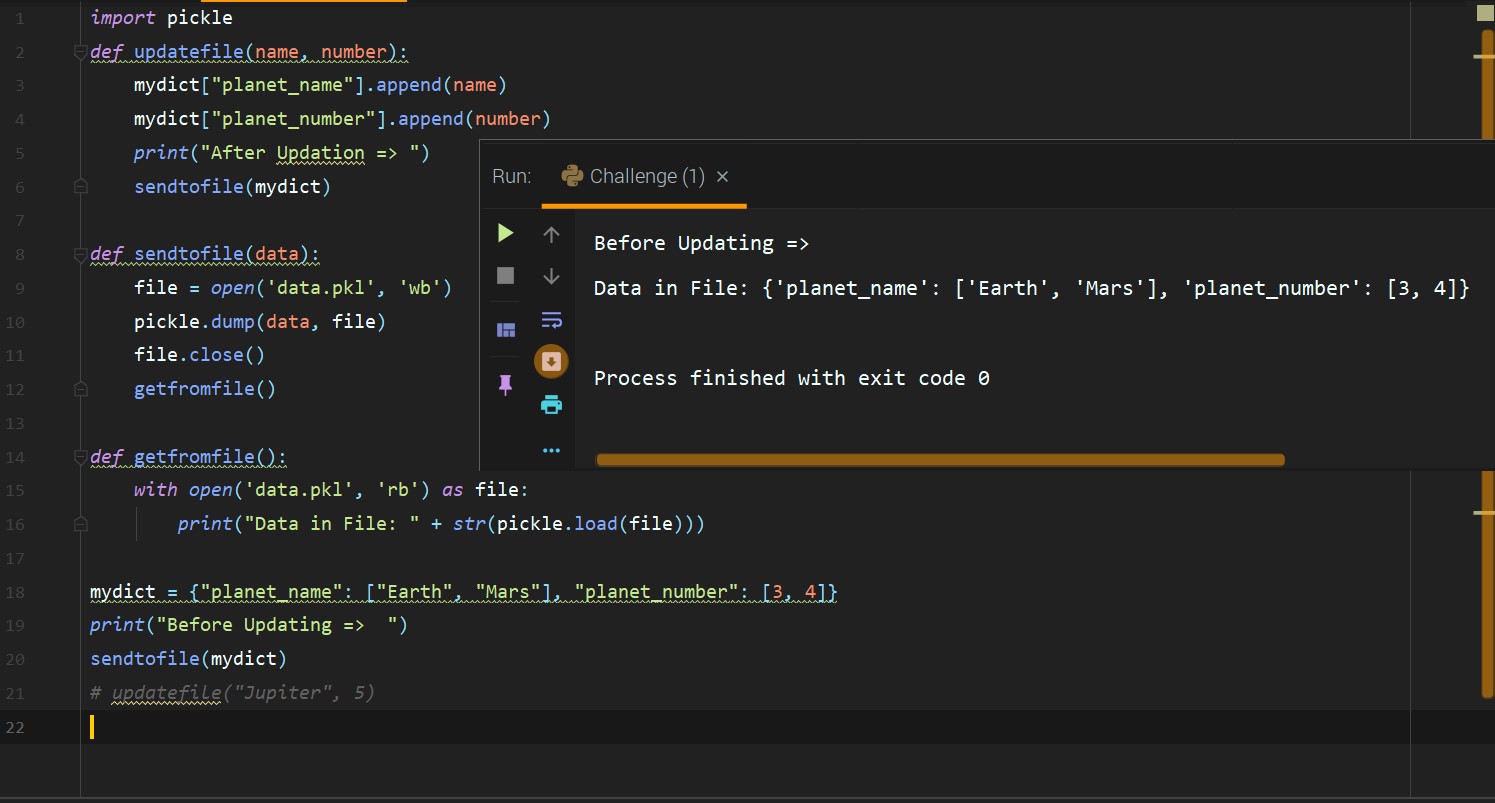 1 import pickle
2 def updatefile(name, number):
3     mydict["planet_name"].append(name)
4     mydict["planet_number"].append(number)
5     print("After Updation => ")
6     sendtofile(mydict)
7
8 def sendtofile(data):
9     file = open('data.pkl', 'wb')
10     pickle.dump(data, file)
11     file.close()
12     getfromfile()
13
14 def getfromfile():
15     with open('data.pkl', 'rb') as file:
16         print("Data in File: " + str(pickle.load(file)))
17
18 mydict = {"planet_name": ["Earth", "Mars"], "planet_number": [3, 4]}
19 print("Before Updating =>  ")
20 sendtofile(mydict)
21 # updatefile("Jupiter", 5)
22
Run: Challenge (1) ×
Before Updating =>
Data in File: {'planet_name': ['Earth', 'Mars'], 'planet_number': [3, 4]}
Process finished with exit code 0